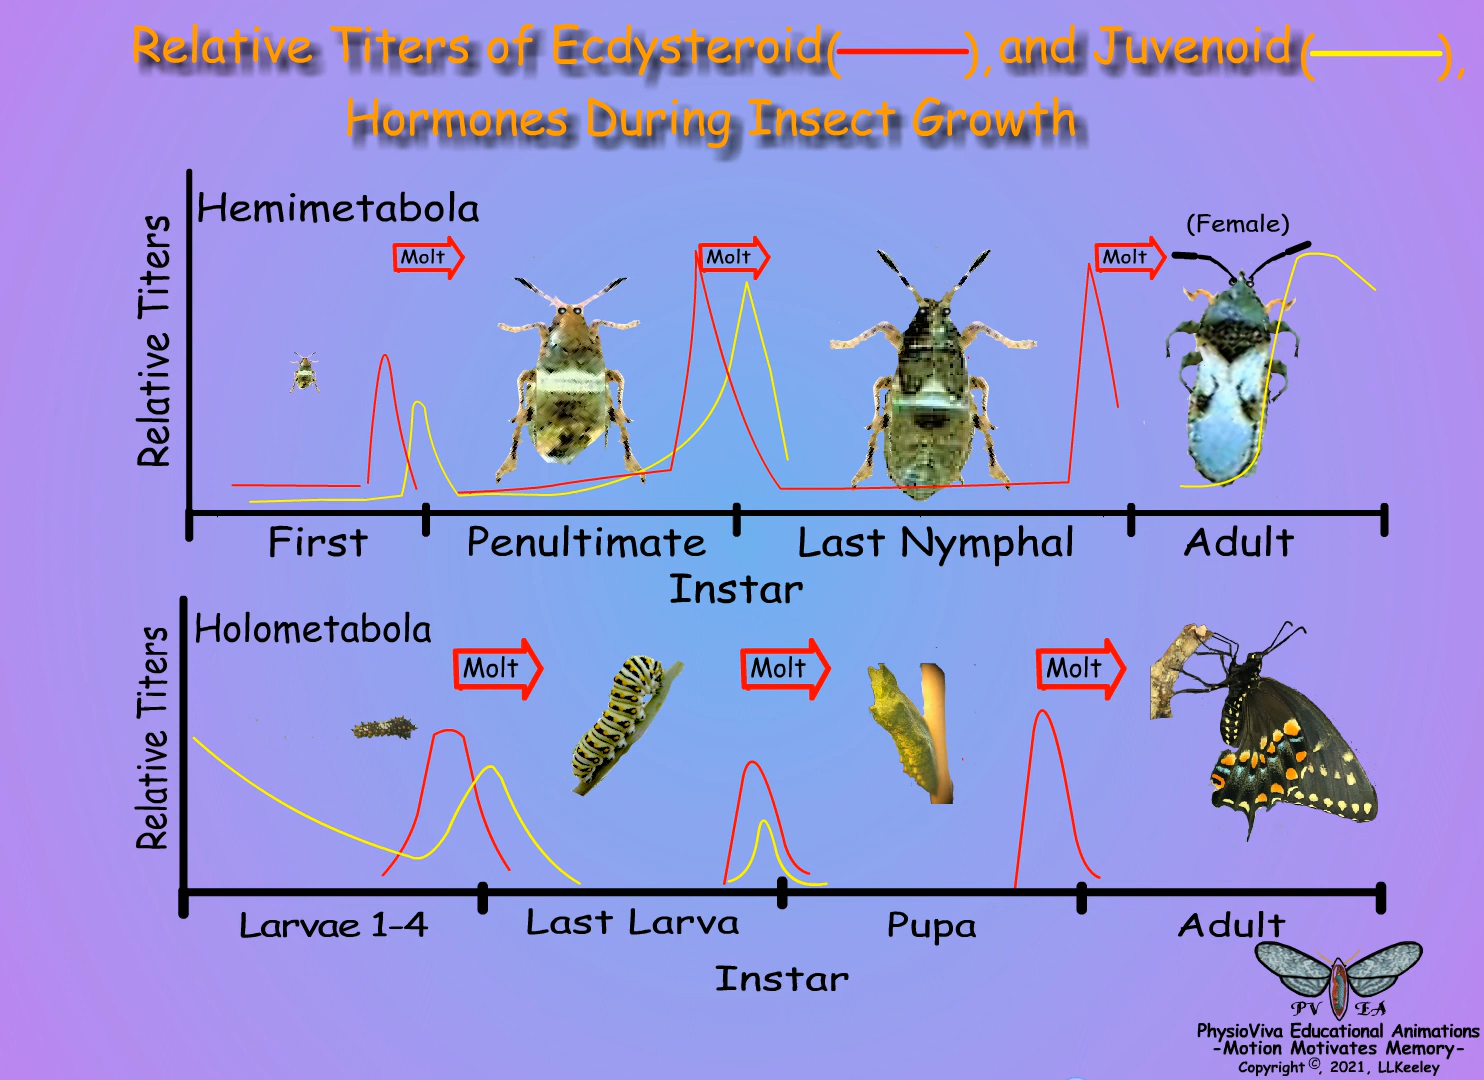 Relative Titers of Ecdysteroid( ), and Juvenoid( ),
Hormones During Insect Growth
Hemimetabola
Relative Titers
Molt
Molt
Molt
(Female)
First
Penultimate
Last Nymphal
Adult
Instar
Holometabola
Relative Titers
Molt
Molt
Molt
Larvae 1-4
Last Larva
Pupa
Adult
Instar
PV EA
PhysioViva Educational Animations
-Motion Motivates Memory-
Copyright ©, 2021, LLKeeley